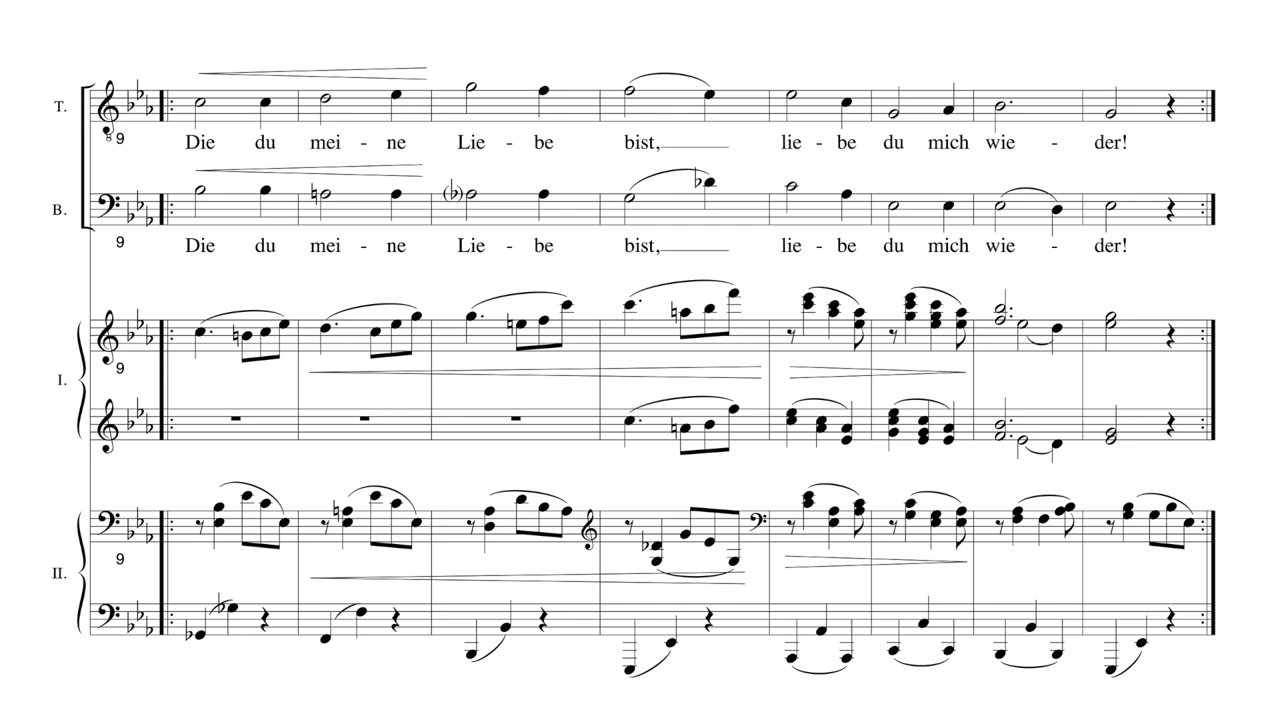 T.
9
Die du mei - ne Lie - be bist, lie - be du mich wie - der!
B.
9
Die du mei - ne Lie - be bist, lie - be du mich wie - der!
9
I.
9
II.